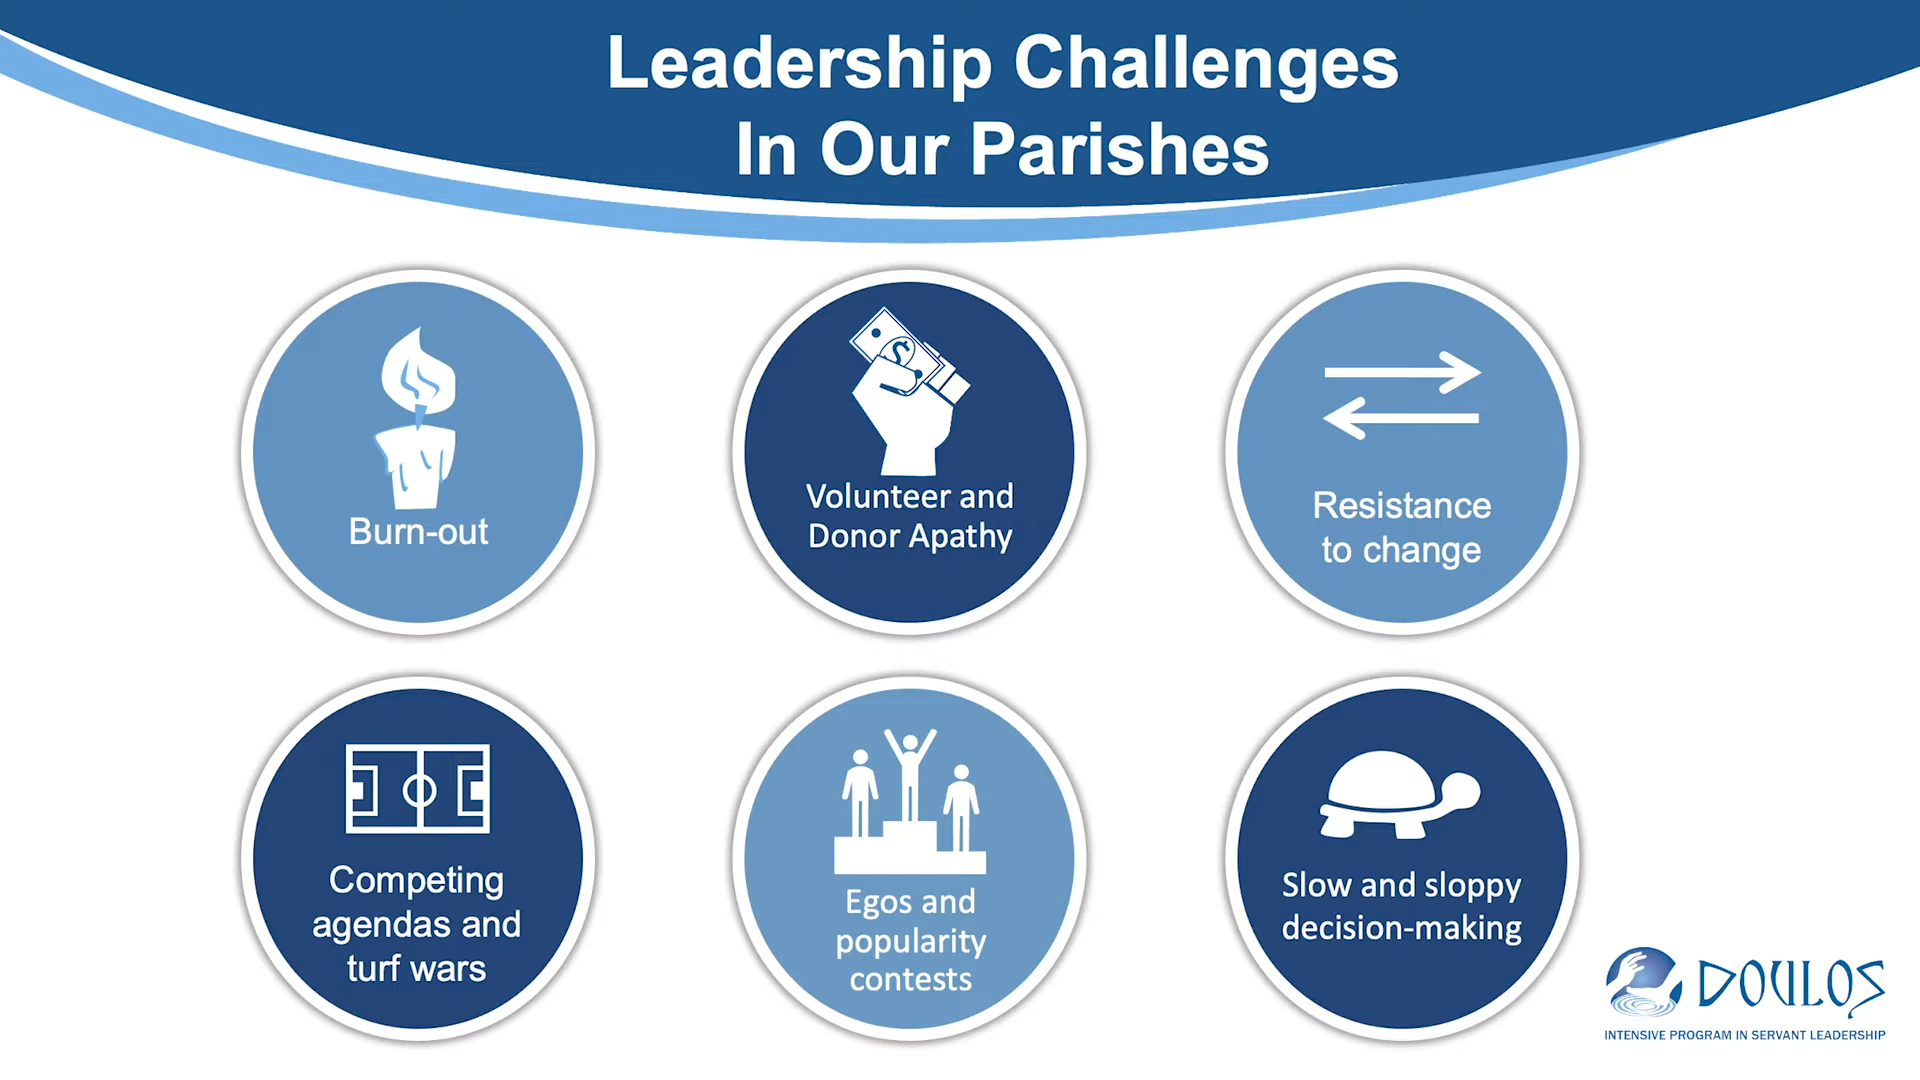 Leadership Challenges
In Our Parishes
Burn-out
$
Volunteer and
Donor Apathy
Resistance
to change
Competing
agendas and
turf wars
Egos and
popularity
contests
Slow and sloppy
decision-making
DOULOS
INTENSIVE PROGRAM IN SERVANT LEADERSHIP